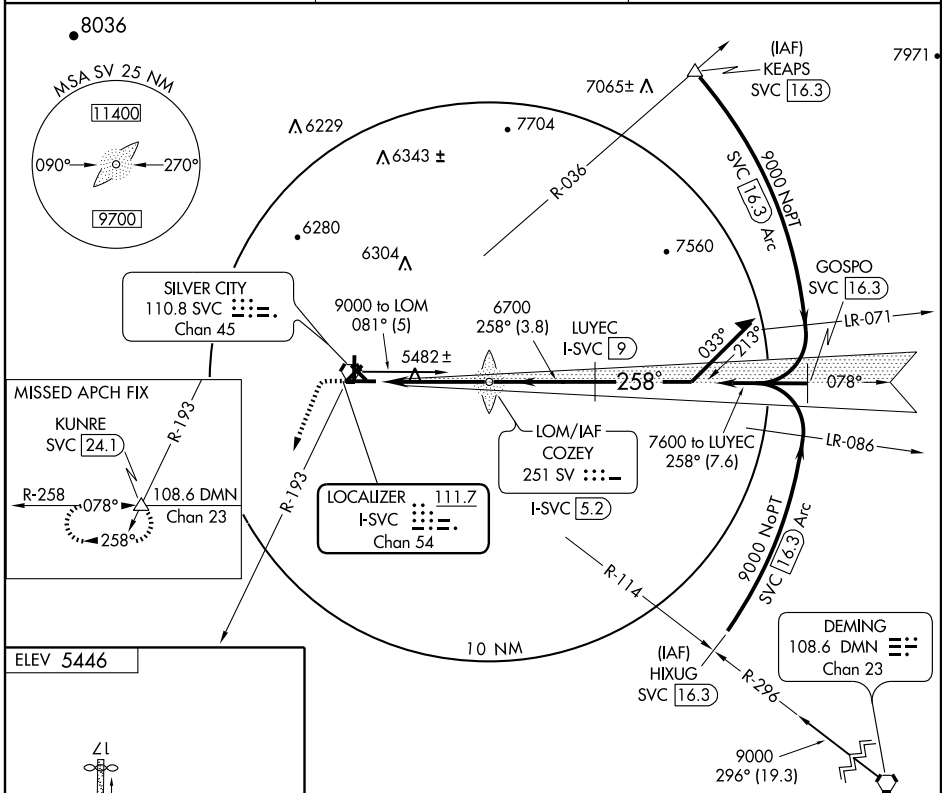 8036
MSA SV 25 NM
11400
090°
270°
9700
6229
6343 ±
7704
7065±
(IAF)
KEAPS
SVC 16.3
7971
R-036
9000 NoPT
SVC 16.3 Arc
6280
6304
7560
GOSPO
SVC 16.3
SILVER CITY
110.8 SVC
Chan 45
9000 to LOM
081° (5)
6700
258° (3.8)
LUYEC
I-SVC 9
LR-071
5482 ±
033°
213°
258°
078°
7600 to LUYEC
258° (7.6)
LR-086
MISSED APCH FIX
KUNRE
SVC 24.1
R-193
R-258
078°
108.6 DMN
Chan 23
258°
R-193
LOM/IAF
COZEY
251 SV
I-SVC 5.2
LOCALIZER 111.7
I-SVC
Chan 54
9000 NoPT
SVC 16.3 Arc
R-114
10 NM
(IAF)
HIXUG
SVC 16.3
R-296
DEMING
108.6 DMN
Chan 23
9000
296° (19.3)
ELEV 5446
17